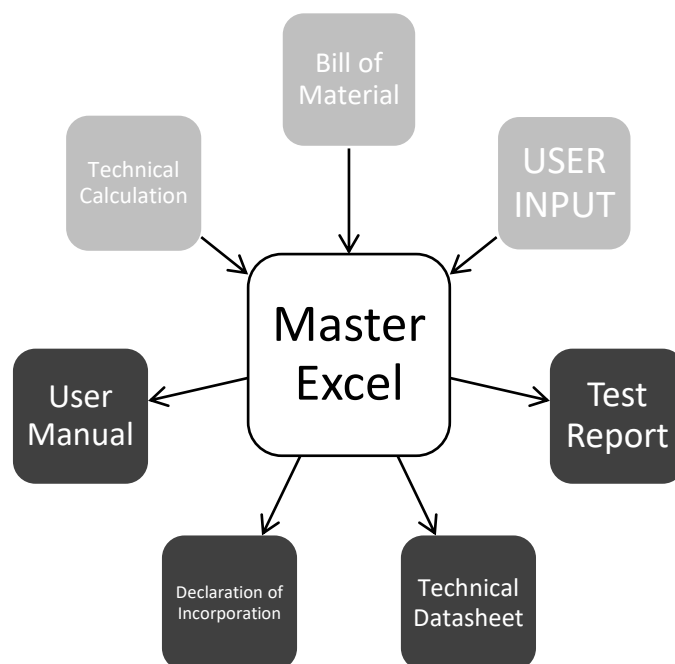 Bill of
Material
Technical
Calculation
USER
INPUT
Master
Excel
User
Manual
Test
Report
Declaration of
Incorporation
Technical
Datasheet